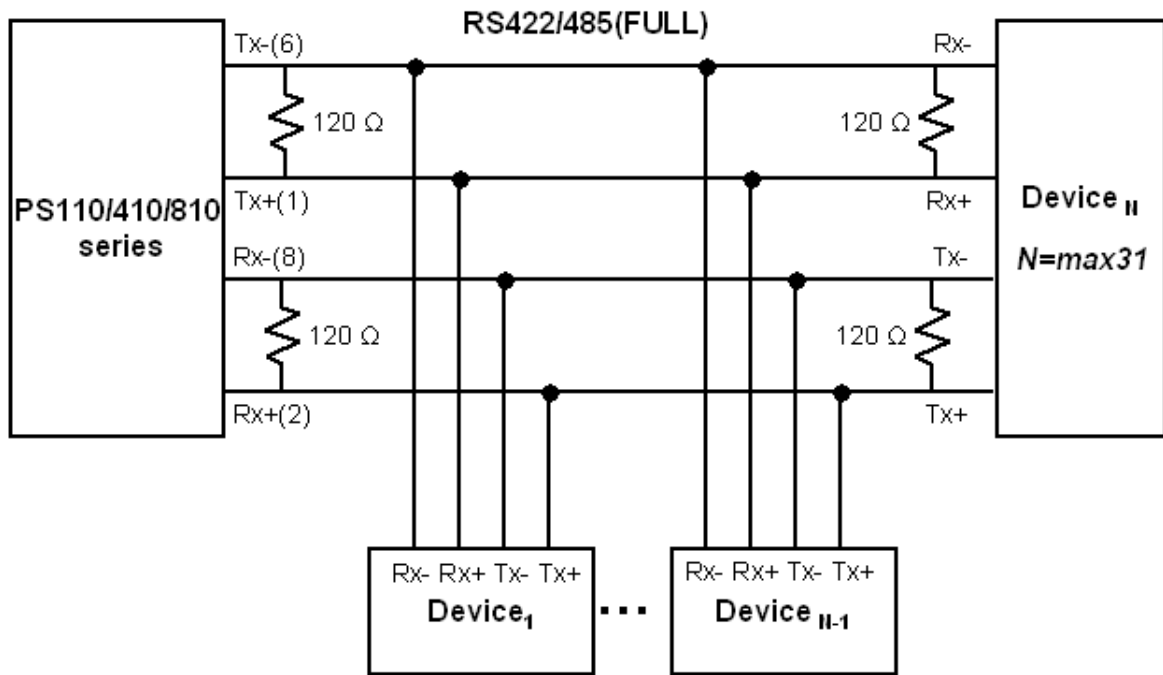 RS422/485(FULL)
Tx-(6)
Rx-
120 Ω
120 Ω
Tx+(1)
Rx+
PS110/410/810
series
Device N
N=max31
Rx-(8)
Tx-
120 Ω
120 Ω
Rx+(2)
Tx+
Rx- Rx+ Tx- Tx+
Device1
...
Rx- Rx+ Tx- Tx+
Device N-1